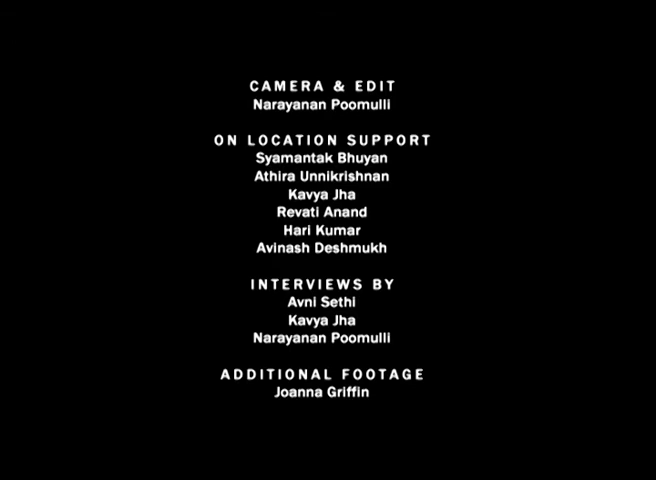 CAMERA & EDIT
Narayanan Poomulli
ON LOCATION SUPPORT
Syamantak Bhuyan
Athira Unnikrishnan
Kavya Jha
Revati Anand
Hari Kumar
Avinash Deshmukh
INTERVIEWS BY
Avni Sethi
Kavya Jha
Narayanan Poomulli
ADDITIONAL FOOTAGE
Joanna Griffin